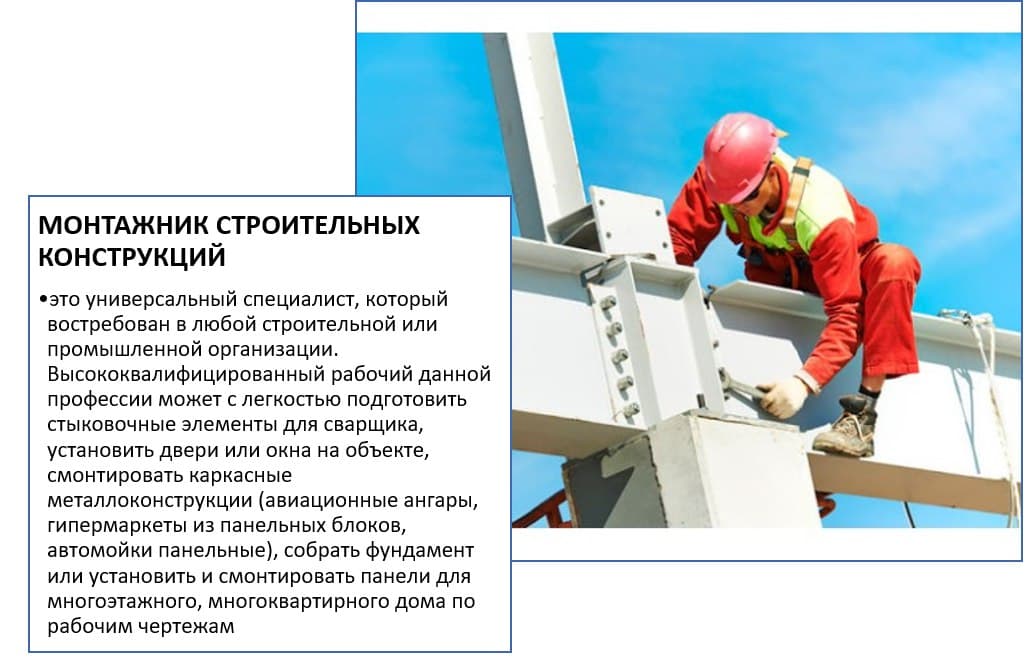 МОНТАЖНИК СТРОИТЕЛЬНЫХ
КОНСТРУКЦИЙ
•это универсальный специалист, который
востребован в любой строительной или
промышленной организации.
Высококвалифицированный рабочий данной
профессии может с легкостью подготовить
стыковочные элементы для сварщика,
установить двери или окна на объекте,
смонтировать каркасные
металлоконструкции (авиационные ангары,
гипермаркеты из панельных блоков,
автомойки панельные), собрать фундамент
или установить и смонтировать панели для
многоэтажного, многоквартирного дома по
рабочим чертежам